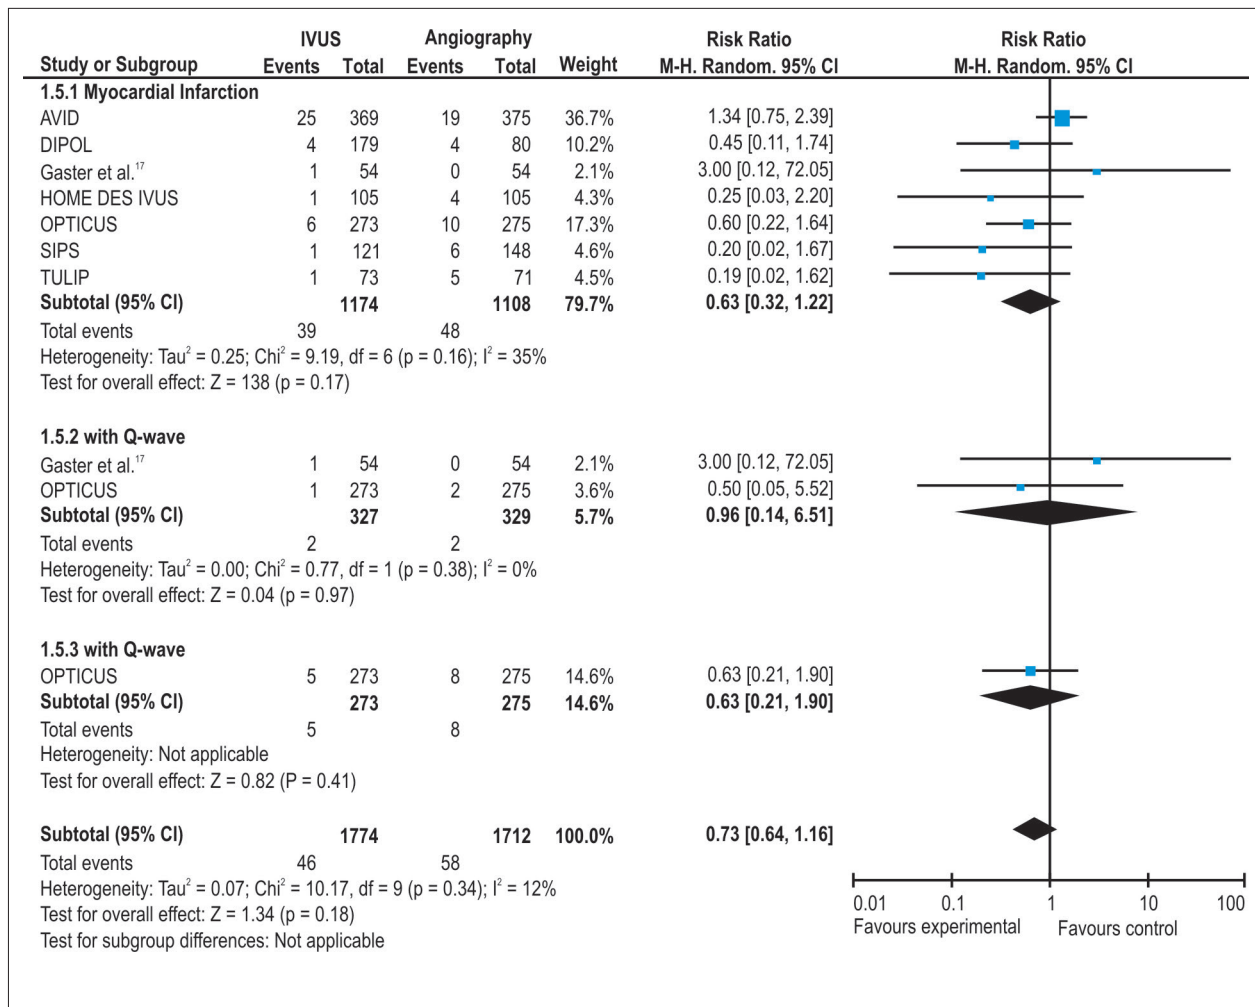 IVUS Angiography Risk Ratio Risk Ratio
Study or Subgroup Events Total Events Total Weight M-H. Random. 95% CI M-H. Random. 95% CI
1.5.1 Myocardial Infarction
AVID 25 369 19 375 36.7% 1.34 [0.75, 2.39]
DIPOL 4 179 4 80 10.2% 0.45 [0.11, 1.74]
Gaster et al.17 1 54 0 54 2.1% 3.00 [0.12, 72.05]
HOME DES IVUS 1 105 4 105 4.3% 0.25 [0.03, 2.20]
OPTICUS 6 273 10 275 17.3% 0.60 [0.22, 1.64]
SIPS 1 121 6 148 4.6% 0.20 [0.02, 1.67]
TULIP 1 73 5 71 4.5% 0.19 [0.02, 1.62]
Subtotal (95% CI) 1174 1108 79.7% 0.63 [0.32, 1.22]
Total events 39 48
Heterogeneity: Tau2 = 0.25; Chi2 = 9.19, df = 6 (p = 0.16); I2 = 35%
Test for overall effect: Z = 138 (p = 0.17)
1.5.2 with Q-wave
Gaster et al.17 1 54 0 54 2.1% 3.00 [0.12, 72.05]
OPTICUS 1 273 2 275 3.6% 0.50 [0.05, 5.52]
Subtotal (95% CI) 327 329 5.7% 0.96 [0.14, 6.51]
Total events 2 2
Heterogeneity: Tau2 = 0.00; Chi2 = 0.77, df = 1 (p = 0.38); I2 = 0%
Test for overall effect: Z = 0.04 (p = 0.97)
1.5.3 with Q-wave
OPTICUS 5 273 8 275 14.6% 0.63 [0.21, 1.90]
Subtotal (95% CI) 273 275 14.6% 0.63 [0.21, 1.90]
Total events 5 8
Heterogeneity: Not applicable
Test for overall effect: Z = 0.82 (P = 0.41)
Subtotal (95% CI) 1774 1712 100.0% 0.73 [0.64, 1.16]
Total events 46 58
Heterogeneity: Tau2 = 0.07; Chi2 = 10.17, df = 9 (p = 0.34); I2 = 12%
Test for overall effect: Z = 1.34 (p = 0.18)
Test for subgroup differences: Not applicable
0.01 0.1 1 10 100
Favours experimental Favours control